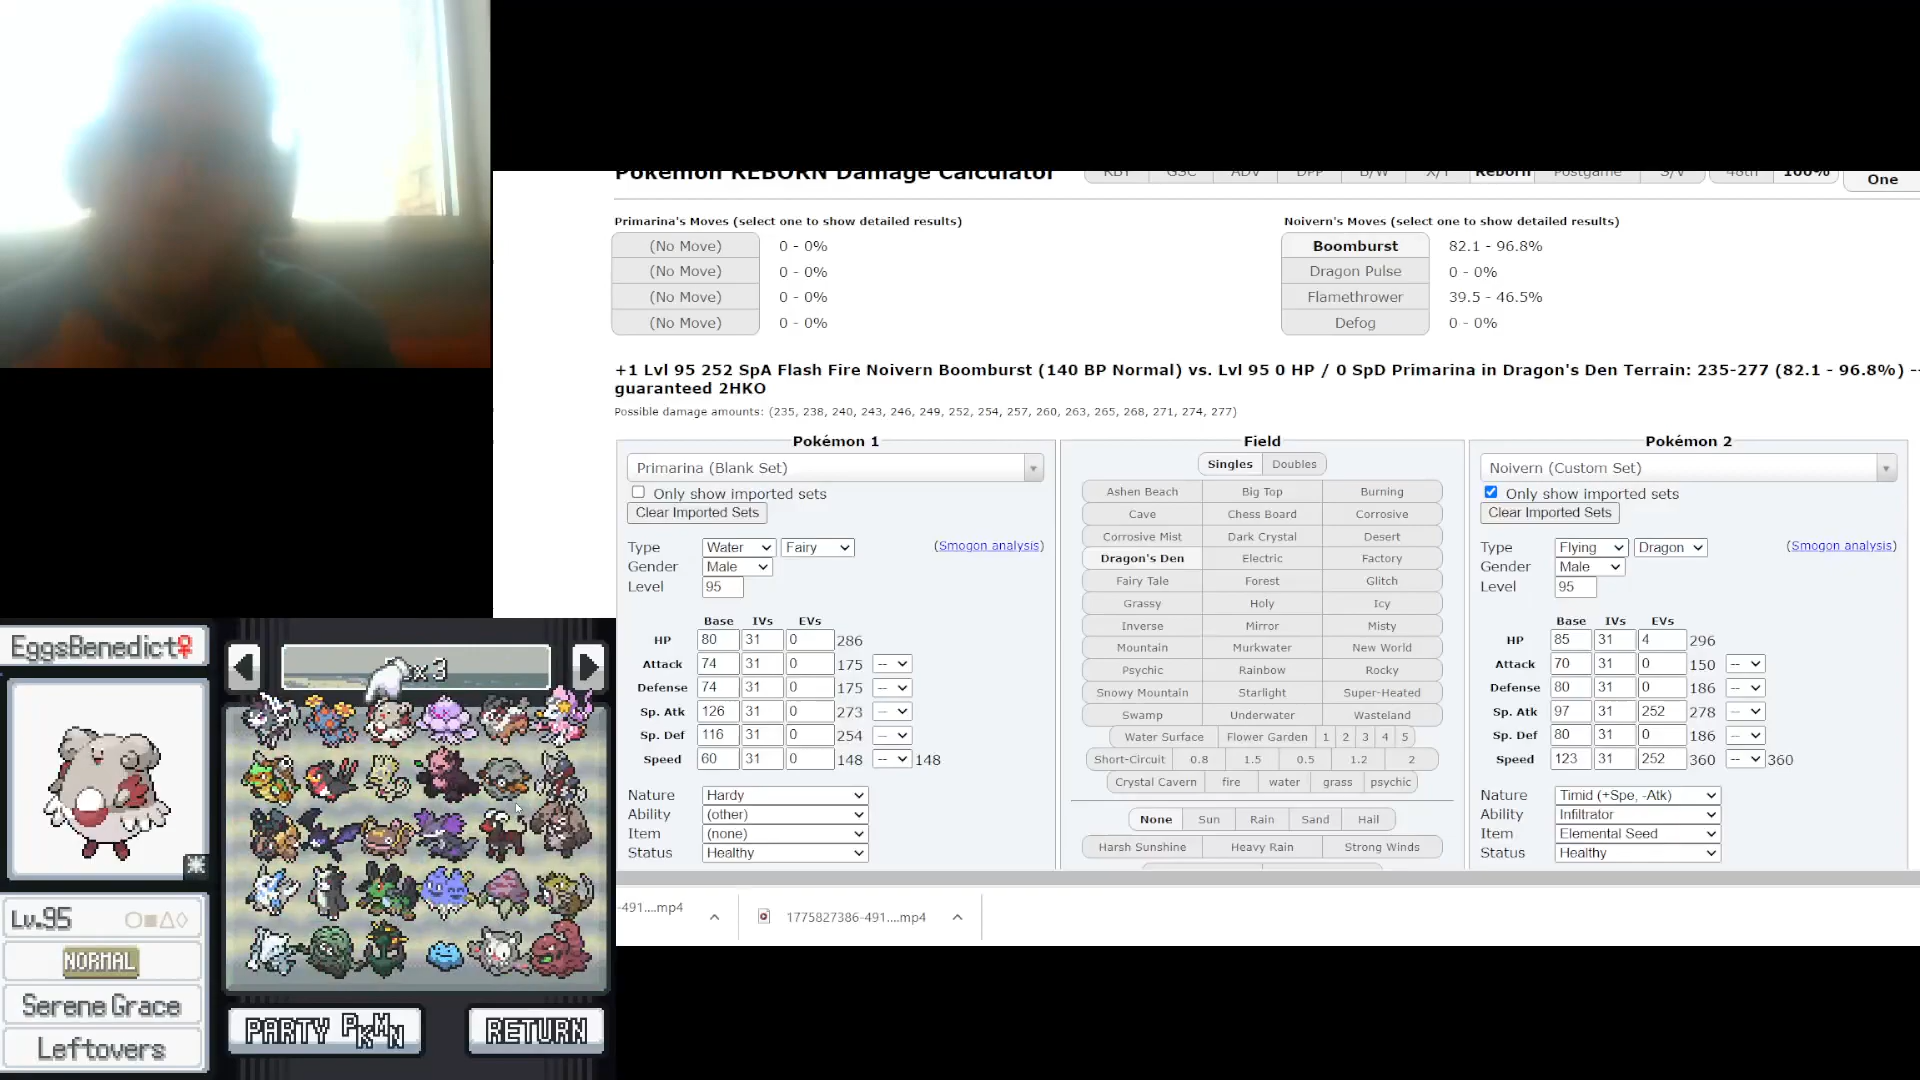 Pokémon REBORN Damage Calculator
RBY GSC ADV DPP B/W X/Y Reborn Postgame S/V 48th 100% One
Primarina's Moves (select one to show detailed results)
(No Move) 0 - 0%
(No Move) 0 - 0%
(No Move) 0 - 0%
(No Move) 0 - 0%
Noivern's Moves (select one to show detailed results)
Boomburst 82.1 - 96.8%
Dragon Pulse 0 - 0%
Flamethrower 39.5 - 46.5%
Defog 0 - 0%
+1 Lvl 95 252 SpA Flash Fire Noivern Boomburst (140 BP Normal) vs. Lvl 95 0 HP / 0 SpD Primarina in Dragon's Den Terrain: 235-277 (82.1 - 96.8%) --
guaranteed 2HKO
Possible damage amounts: (235, 238, 240, 243, 246, 249, 252, 254, 257, 260, 263, 265, 268, 271, 274, 277)
Pokémon 1
Primarina (Blank Set)
Only show imported sets
Clear Imported Sets
Type Water Fairy (Smogon analysis)
Gender Male
Level 95
Base IVs EVs
HP 80 31 0 286
Attack 74 31 0 175 --
Defense 74 31 0 175 --
Sp. Atk 126 31 0 273 --
Sp. Def 116 31 0 254 --
Speed 60 31 0 148 -- 148
Nature Hardy
Ability (other)
Item (none)
Status Healthy
Field
Singles Doubles
Ashen Beach Big Top Burning
Cave Chess Board Corrosive
Corrosive Mist Dark Crystal Desert
Dragon's Den Electric Factory
Fairy Tale Forest Glitch
Grassy Holy Icy
Inverse Mirror Misty
Mountain Murkwater New World
Psychic Rainbow Rocky
Snowy Mountain Starlight Super-Heated
Swamp Underwater Wasteland
Water Surface Flower Garden 1 2 3 4 5
Short-Circuit 0.8 1.5 0.5 1.2 2
Crystal Cavern fire water grass psychic
None Sun Rain Sand Hail
Harsh Sunshine Heavy Rain Strong Winds
Pokémon 2
Noivern (Custom Set)
Only show imported sets
Clear Imported Sets
Type Flying Dragon (Smogon analysis)
Gender Male
Level 95
Base IVs EVs
HP 85 31 4 296
Attack 70 31 0 150 --
Defense 80 31 0 186 --
Sp. Atk 97 31 252 278 --
Sp. Def 80 31 0 186 --
Speed 123 31 252 360 -- 360
Nature Timid (+Spe, -Atk)
Ability Infiltrator
Item Elemental Seed
Status Healthy
-491....mp4
1775827386-491....mp4
EggsBenedict♀
x 3
Lv.95
NORMAL
Serene Grace
Leftovers
PARTY PKMN
RETURN